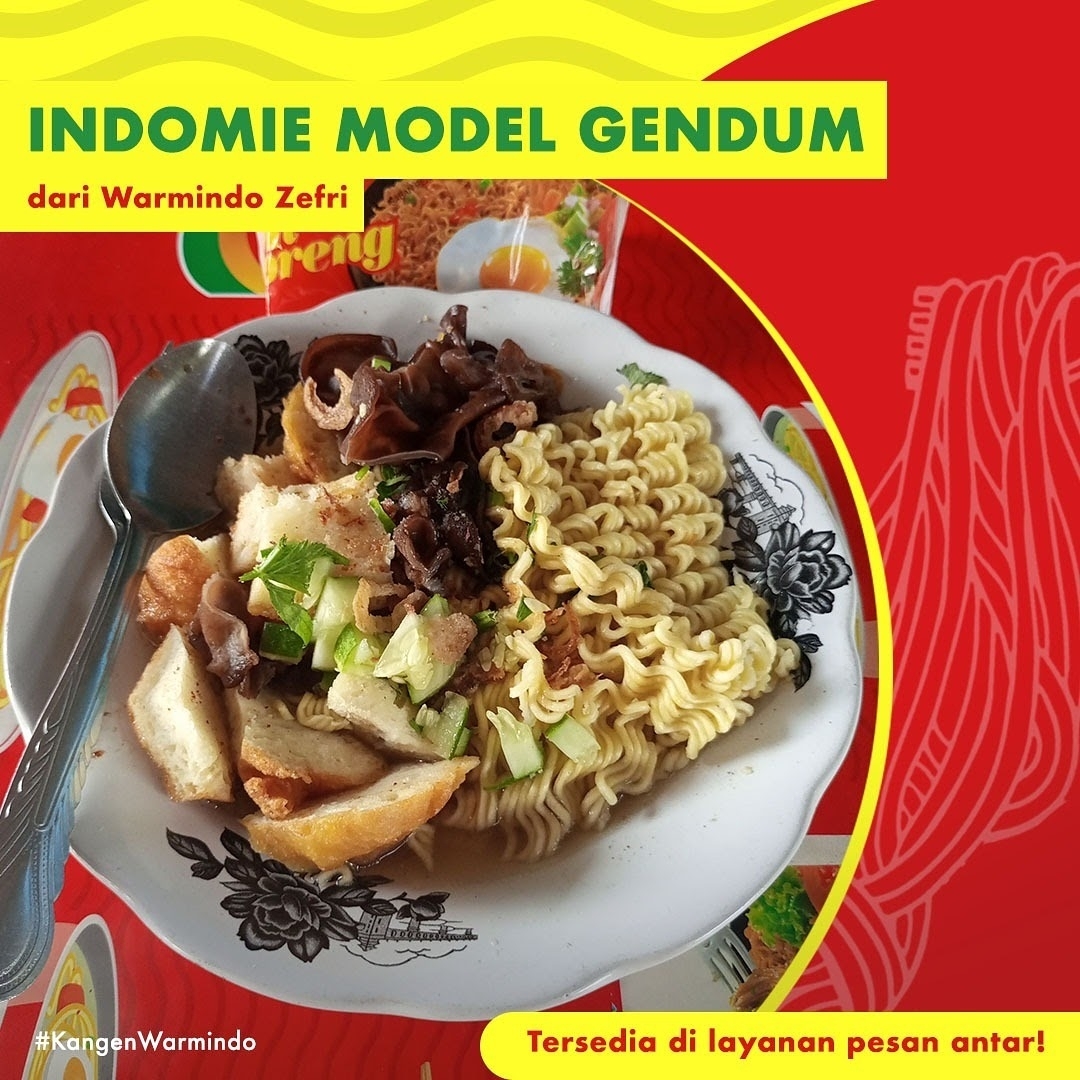 INDOMIE MODEL GENDUM
dari Warmindo Zefri
#KangenWarmindo
Tersedia di layanan pesan antar!